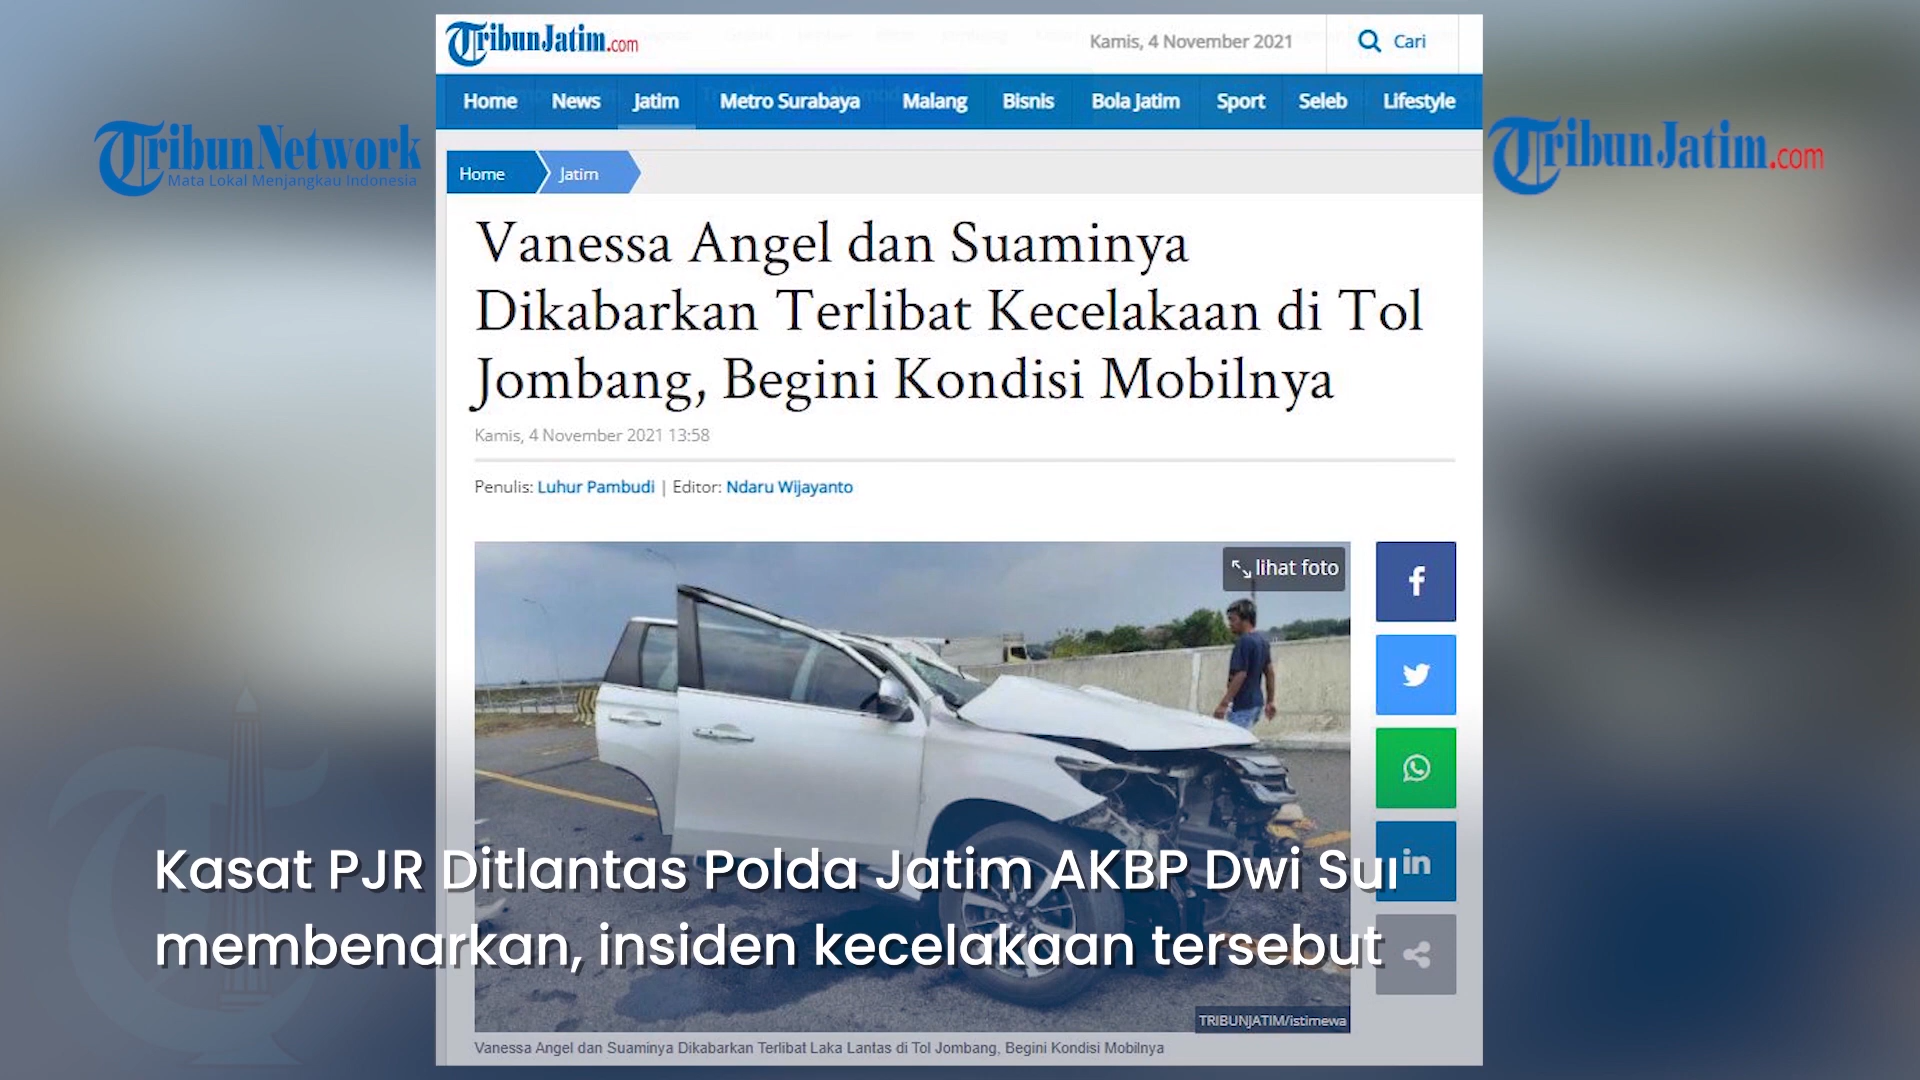 TribunJatim.com
Kamis, 4 November 2021
Cari
Home News Jatim Metro Surabaya Malang Bisnis Bola Jatim Sport Seleb Lifestyle
TribunNetwork
Mata Lokal Menjangkau Indonesia
TribunJatim.com
Home Jatim
Vanessa Angel dan Suaminya
Dikabarkan Terlibat Kecelakaan di Tol
Jombang, Begini Kondisi Mobilnya
Kamis, 4 November 2021 13:58
Penulis: Luhur Pambudi | Editor: Ndaru Wijayanto
lihat foto
Kasat PJR Ditlantas Polda Jatim AKBP Dwi
membenarkan, insiden kecelakaan tersebut
TRIBUNJATIM/istimewa
Vanessa Angel dan Suaminya Dikabarkan Terlibat Laka Lantas di Tol Jombang, Begini Kondisi Mobilnya